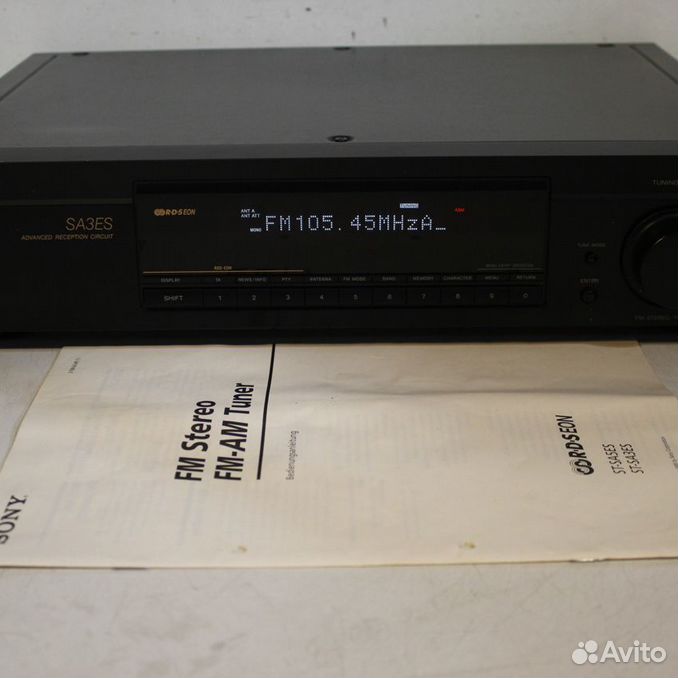 TUNING
SA3ES
ADVANCED RECEPTION CIRCUIT
RDS EON
ANT A
ANT ATT
MONO
FM105.45MHzA_
RDS EON
TUNE MODE
ENTER
DISPLAY TA NEWS/INFO PTY ANTENNA FM MODE BAND MEMORY CHARACTER MENU RETURN
SHIFT 1 2 3 4 5 6 7 8 9 0
FM STEREO
SONY
FM Stereo
FM-AM Tuner
Bedienungsanleitung
RDS EON
ST-SA5ES
ST-SA3ES
Avito